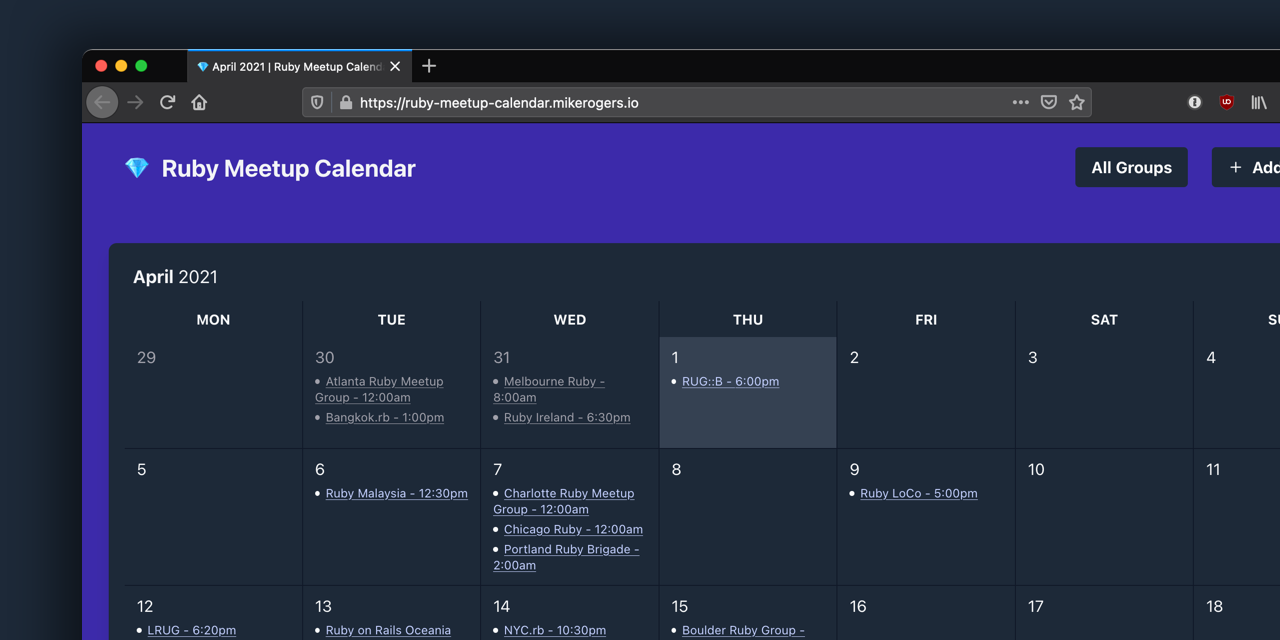 April 2021 | Ruby Meetup Calend
https://ruby-meetup-calendar.mikerogers.io
Ruby Meetup Calendar
All Groups
+ Add
April 2021
MON TUE WED THU FRI SAT SU
29 30 31 1 2 3 4
Atlanta Ruby Meetup
Group - 12:00am
Bangkok.rb - 1:00pm
Melbourne Ruby -
8:00am
Ruby Ireland - 6:30pm
RUG::B - 6:00pm
5 6 7 8 9 10 11
Ruby Malaysia - 12:30pm
Charlotte Ruby Meetup
Group - 12:00am
Chicago Ruby - 12:00am
Portland Ruby Brigade -
2:00am
Ruby LoCo - 5:00pm
12 13 14 15 16 17 18
LRUG - 6:20pm
Ruby on Rails Oceania
NYC.rb - 10:30pm
Boulder Ruby Group -